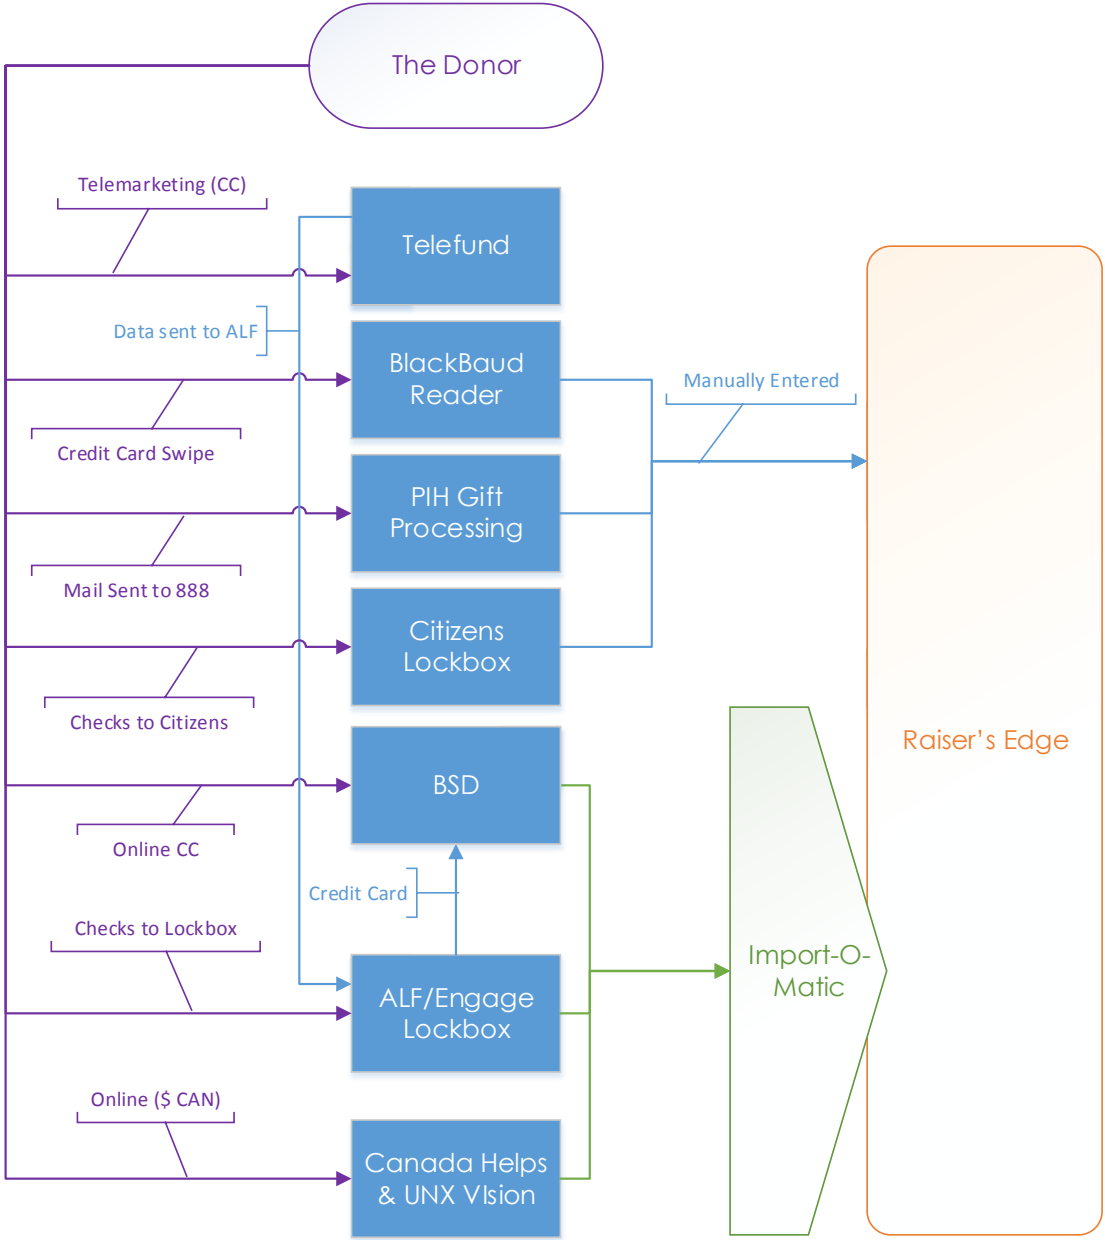 The Donor
Telemarketing (CC)
Telefund
Data sent to ALF
BlackBaud
Reader
Manually Entered
Credit Card Swipe
PIH Gift
Processing
Mail Sent to 888
Citizens
Lockbox
Checks to Citizens
Raiser's Edge
BSD
Online CC
Credit Card
Checks to Lockbox
Import-O-
Matic
ALF/Engage
Lockbox
Online ($ CAN)
Canada Helps
& UNX VIsion